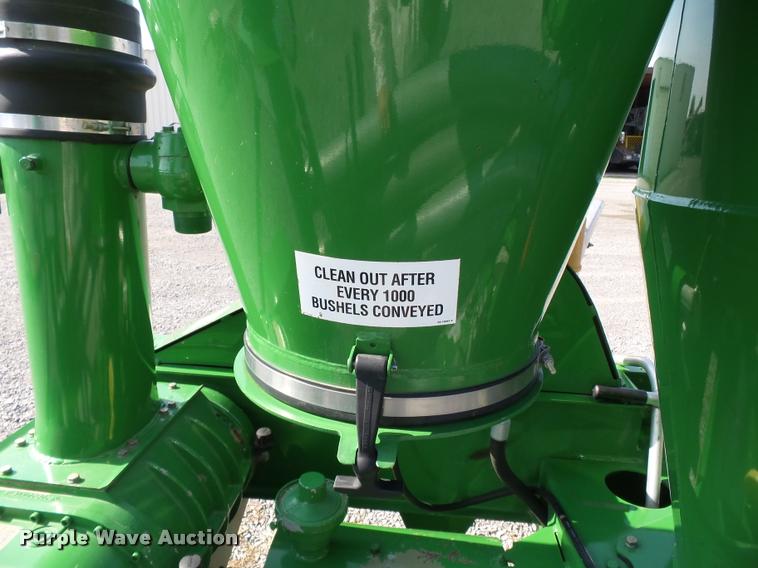 CLEAN OUT AFTER
EVERY 1000
BUSHELS CONVEYED
Purple Wave Auction